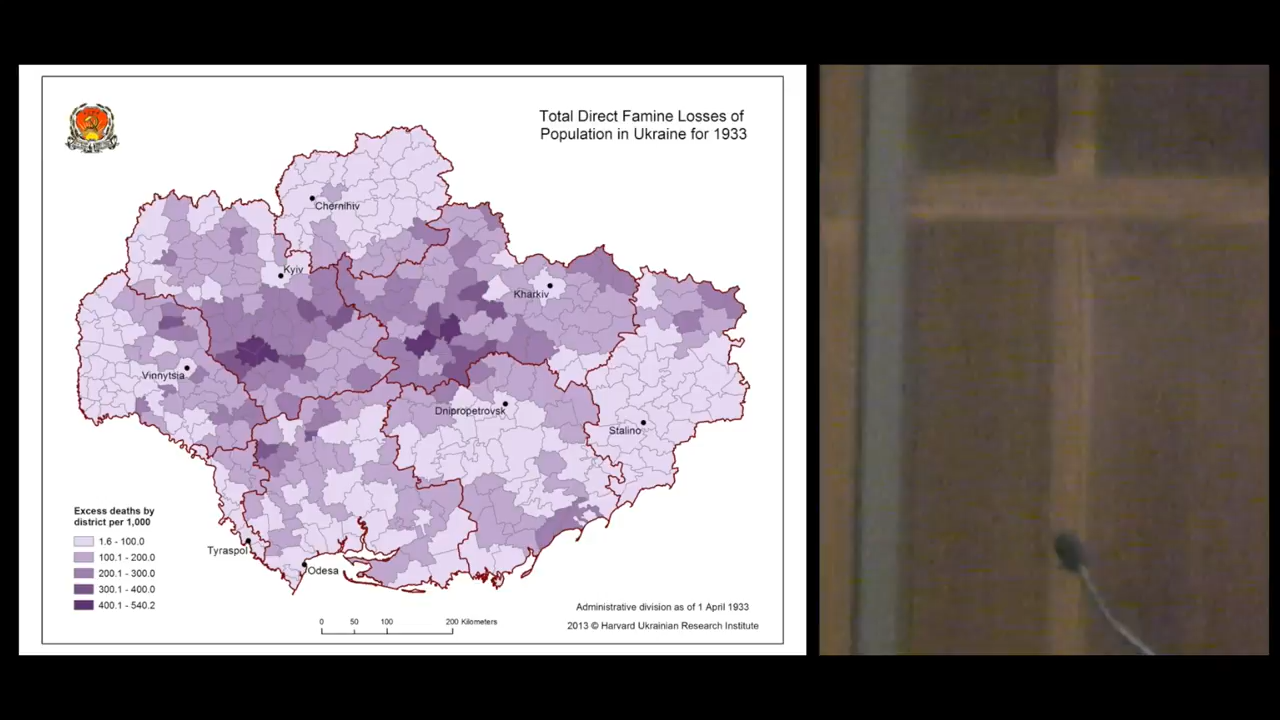 Total Direct Famine Losses of
Population in Ukraine for 1933
Chernihiv
Kyiv
Kharkiv
Vinnytsia
Dnipropetrovsk
Stalino
Tyraspol
Odesa
Excess deaths by
district per 1,000
1.6 - 100.0
100.1 - 200.0
200.1 - 300.0
300.1 - 400.0
400.1 - 540.2
0 50 100 200 Kilometers
Administrative division as of 1 April 1933
2013 © Harvard Ukrainian Research Institute